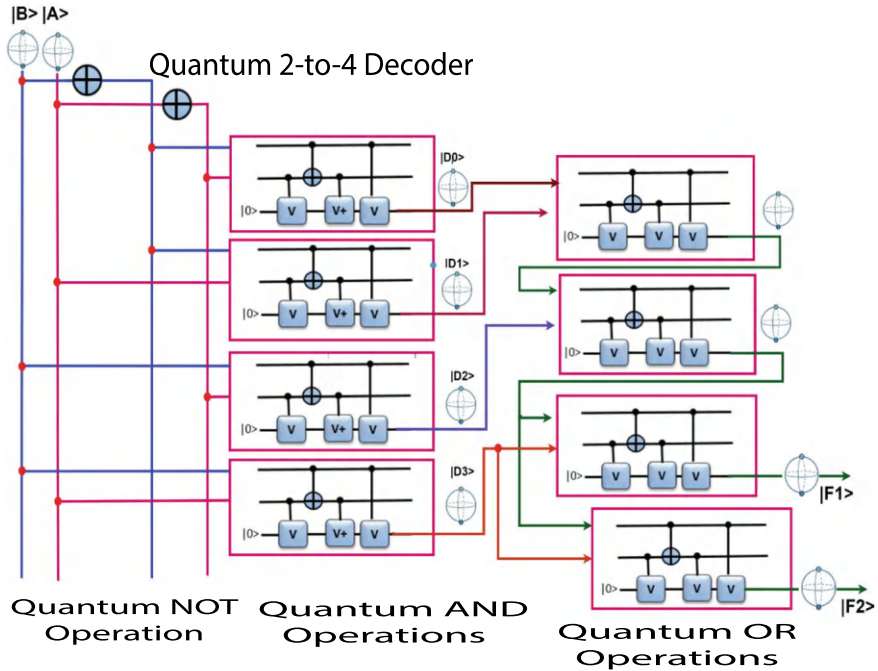 |B> |A>
Quantum 2-to-4 Decoder
|D0>
|0> V V+ V
|0> V V V
|D1>
|0> V V+ V
|0> V V V
|D2>
|0> V V+ V
|0> V V V
|F1>
|D3>
|0> V V+ V
|0> V V V
|F2>
Quantum NOT
Operation
Quantum AND
Operations
Quantum OR
Operations